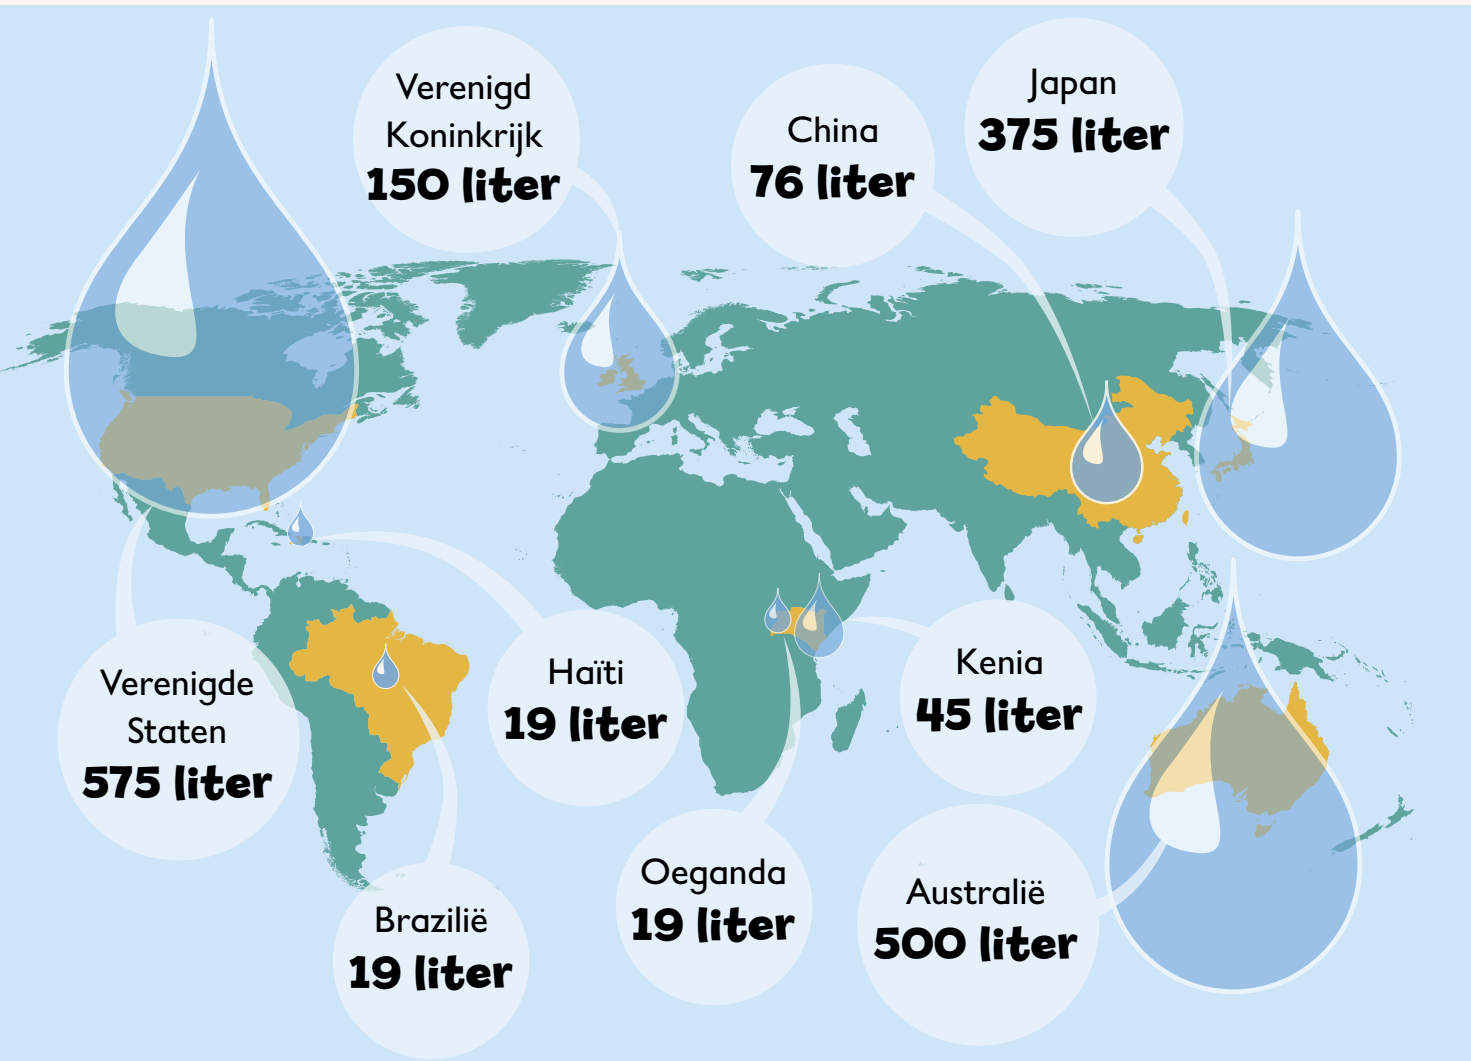 Verenigd
Koninkrijk
150 liter
China
76 liter
Japan
375 liter
Verenigde
Staten
575 liter
Haïti
19 liter
Kenia
45 liter
Brazilië
19 liter
Oeganda
19 liter
Australië
500 liter